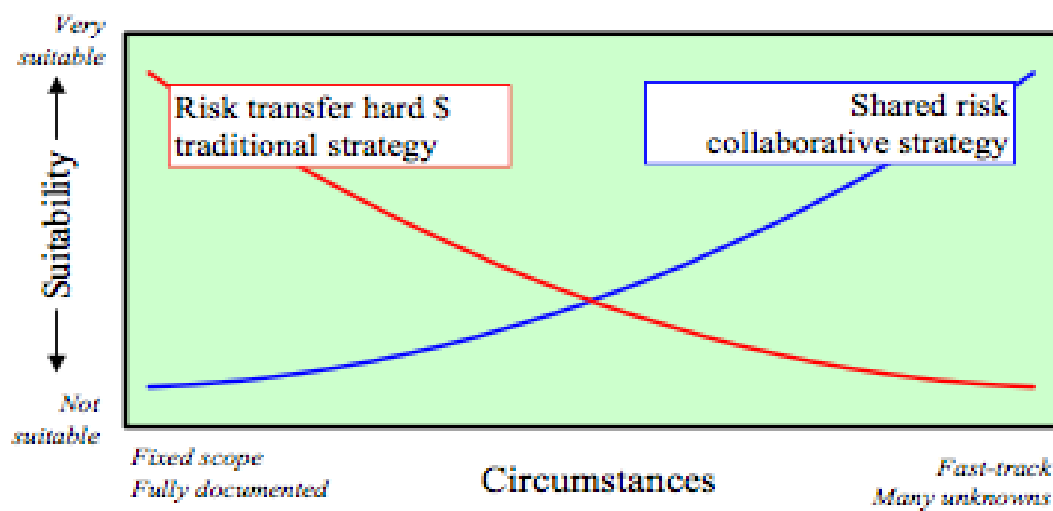 Very
suitable
Risk transfer hard $
traditional strategy
Shared risk
collaborative strategy
Suitability
Not
suitable
Fixed scope
Fully documented
Circumstances
Fast-track
Many unknowns